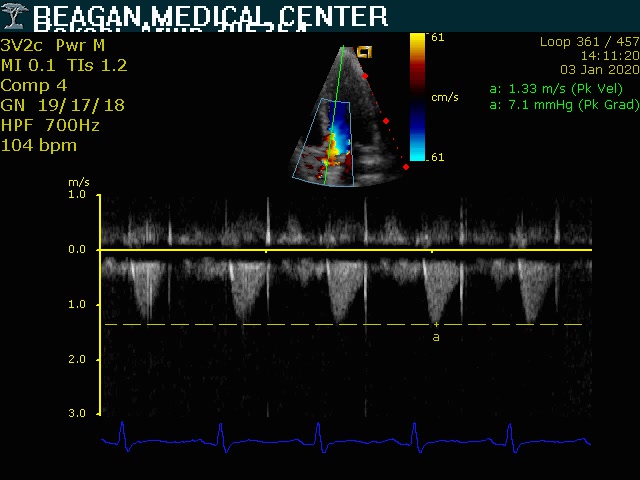 BEAGAN MEDICAL CENTER
3V2c Pwr M
MI 0.1 TIs 1.2
Comp 4
GN 19/17/18
HPF 700Hz
104 bpm
61
cm/s
61
Loop 361 / 457
14:11:20
03 Jan 2020
a: 1.33 m/s (Pk Vel)
a: 7.1 mmHg (Pk Grad)
m/s
1.0
0.0
1.0
2.0
3.0
a